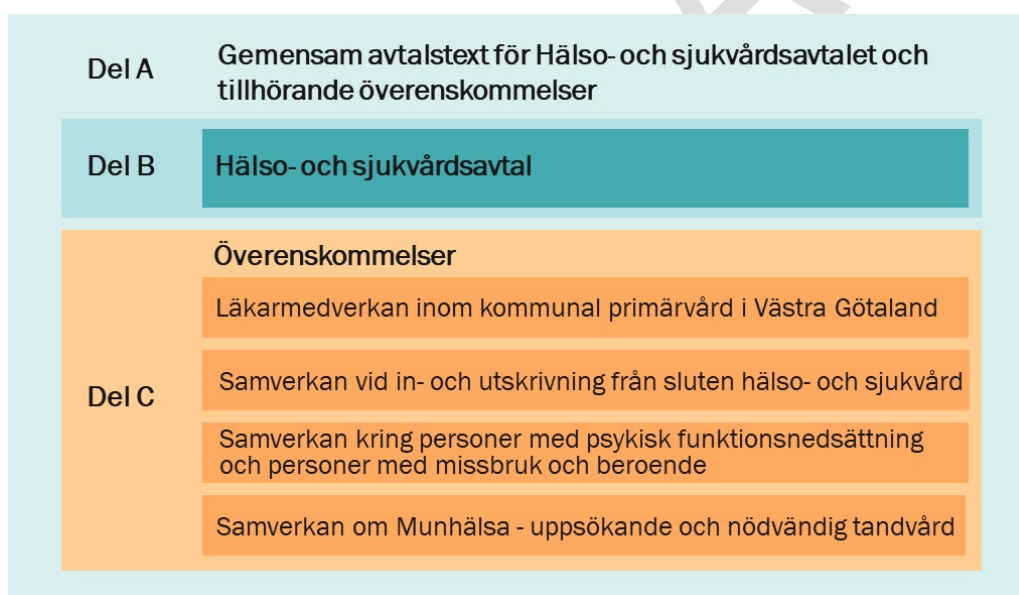 Del A
Gemensam avtalstext för Hälso- och sjukvårdsavtalet och
tillhörande överenskommelser
Del B
Hälso- och sjukvårdsavtal
Del C
Överenskommelser
Läkarmedverkan inom kommunal primärvård i Västra Götaland
Samverkan vid in- och utskrivning från sluten hälso- och sjukvård
Samverkan kring personer med psykisk funktionsnedsättning
och personer med missbruk och beroende
Samverkan om Munhälsa - uppsökande och nödvändig tandvård